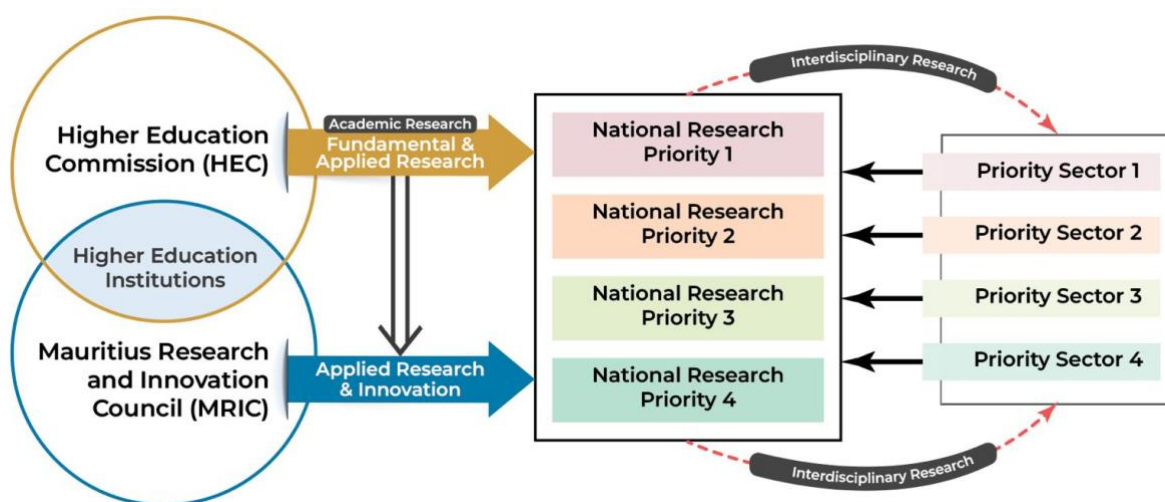 Higher Education
Commission (HEC)
Higher Education
Institutions
Mauritius Research
and Innovation
Council (MRIC)
Academic Research
Fundamental &
Applied Research
Applied Research
& Innovation
Interdisciplinary Research
National Research
Priority 1
National Research
Priority 2
National Research
Priority 3
National Research
Priority 4
Interdisciplinary Research
Priority Sector 1
Priority Sector 2
Priority Sector 3
Priority Sector 4